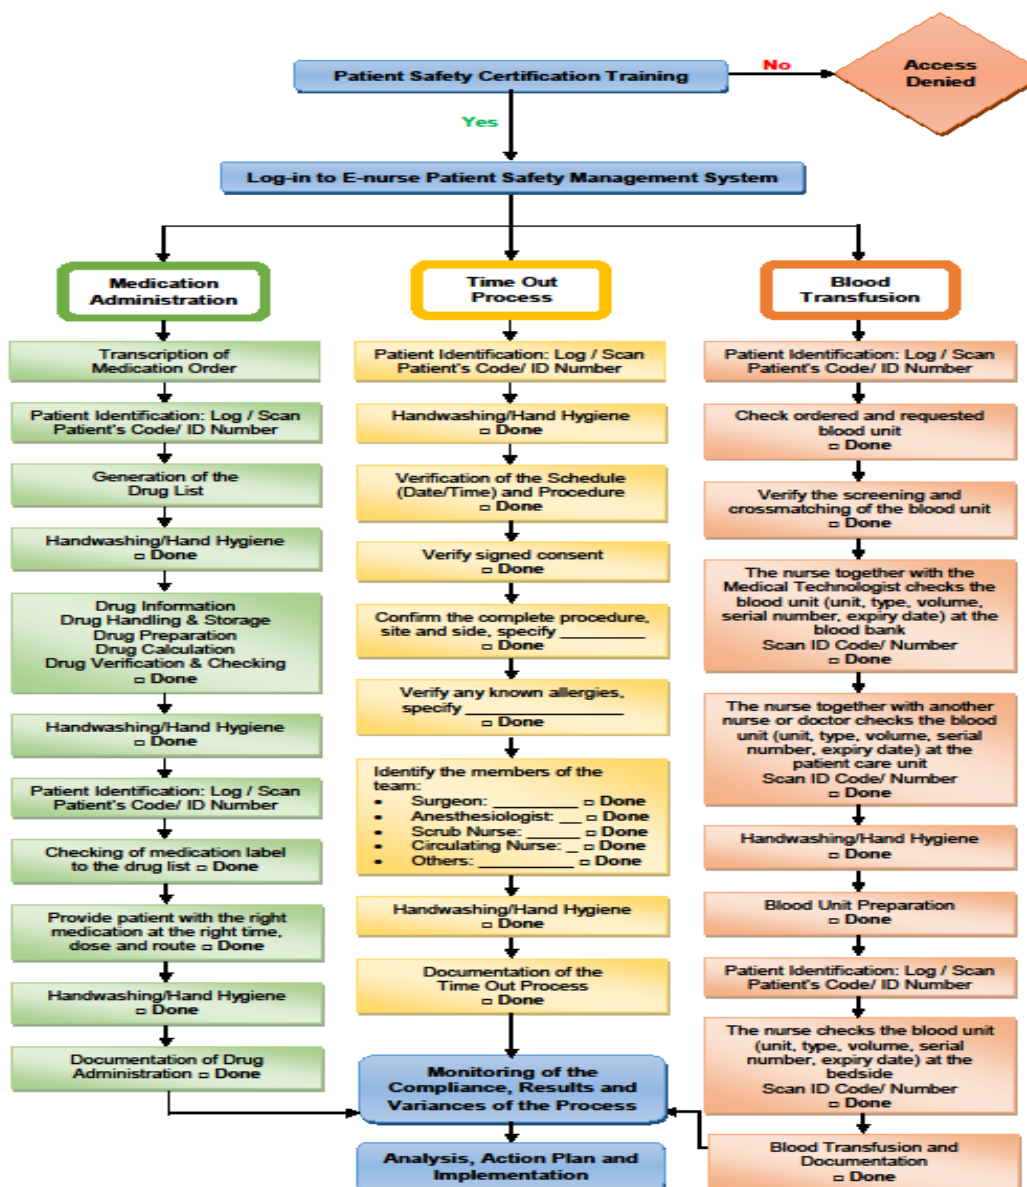 Patient Safety Certification Training
No
Access
Denied
Yes
Log-in to E-nurse Patient Safety Management System
Medication
Administration
Transcription of
Medication Order
Patient Identification: Log / Scan
Patient's Code/ ID Number
Generation of the
Drug List
Handwashing/Hand Hygiene
□ Done
Drug Information
Drug Handling & Storage
Drug Preparation
Drug Calculation
Drug Verification & Checking
□ Done
Handwashing/Hand Hygiene
□ Done
Patient Identification: Log / Scan
Patient's Code/ ID Number
Checking of medication label
to the drug list □ Done
Provide patient with the right
medication at the right time,
dose and route □ Done
Handwashing/Hand Hygiene
□ Done
Documentation of Drug
Administration □ Done
Time Out
Process
Patient Identification: Log / Scan
Patient's Code/ ID Number
Handwashing/Hand Hygiene
□ Done
Verification of the Schedule
(Date/Time) and Procedure
□ Done
Verify signed consent
□ Done
Confirm the complete procedure,
site and side, specify _________
□ Done
Verify any known allergies,
specify ________________
□ Done
Identify the members of the
team:
• Surgeon: ________ □ Done
• Anesthesiologist: __ □ Done
• Scrub Nurse: _____ □ Done
• Circulating Nurse: _ □ Done
• Others: _________ □ Done
Handwashing/Hand Hygiene
□ Done
Documentation of the
Time Out Process
□ Done
Blood
Transfusion
Patient Identification: Log / Scan
Patient's Code/ ID Number
Check ordered and requested
blood unit
□ Done
Verify the screening and
crossmatching of the blood unit
□ Done
The nurse together with the
Medical Technologist checks the
blood unit (unit, type, volume,
serial number, expiry date) at the
blood bank
Scan ID Code/ Number
□ Done
The nurse together with another
nurse or doctor checks the blood
unit (unit, type, volume, serial
number, expiry date) at the
patient care unit
Scan ID Code/ Number
□ Done
Handwashing/Hand Hygiene
□ Done
Blood Unit Preparation
□ Done
Patient Identification: Log / Scan
Patient's Code/ ID Number
The nurse checks the blood unit
(unit, type, volume, serial
number, expiry date) at the
bedside
Scan ID Code/ Number
□ Done
Blood Transfusion and
Documentation
□ Done
Monitoring of the
Compliance, Results and
Variances of the Process
Analysis, Action Plan and
Implementation